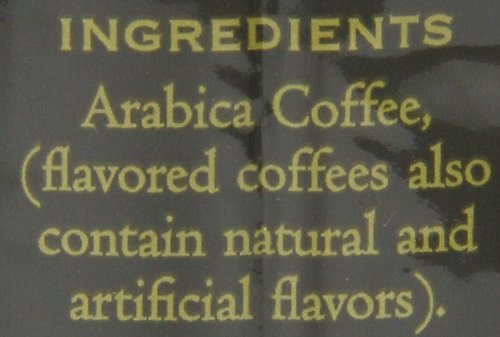 INGREDIENTS
Arabica Coffee,
(flavored coffees also
contain natural and
artificial flavors).